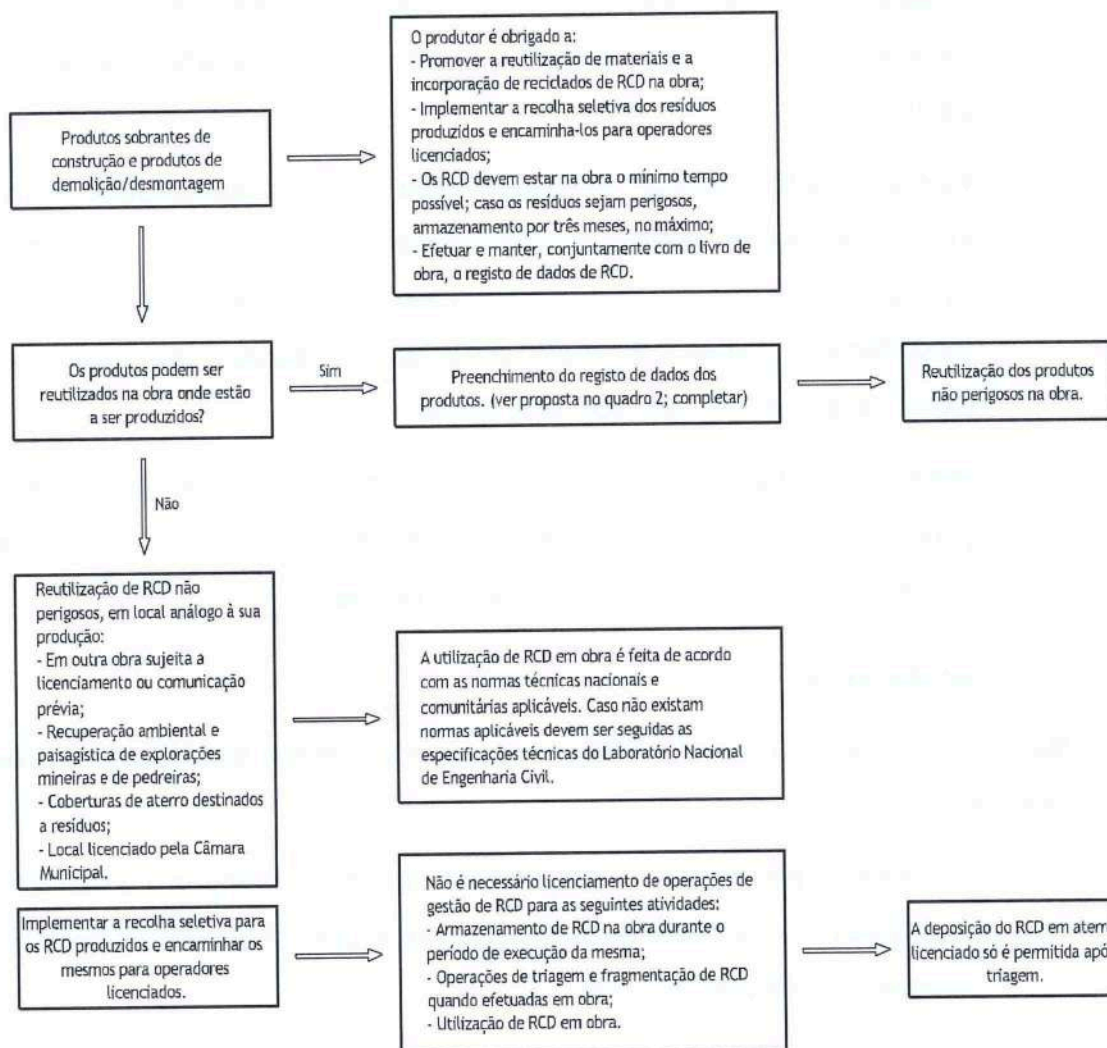 O produtor é obrigado a:
- Promover a reutilização de materiais e a
incorporação de reciclados de RCD na obra;
- Implementar a recolha seletiva dos resíduos
produzidos e encaminha-los para operadores
licenciados;
- Os RCD devem estar na obra o mínimo tempo
possível; caso os resíduos sejam perigosos,
armazenamento por três meses, no máximo;
- Efetuar e manter, conjuntamente com o livro de
obra, o registo de dados de RCD.
Produtos sobrantes de
construção e produtos de
demolição/desmontagem
Os produtos podem ser
reutilizados na obra onde estão
a ser produzidos?
Sim
Preenchimento do registo de dados dos
produtos. (ver proposta no quadro 2; completar)
Reutilização dos produtos
não perigosos na obra.
Não
Reutilização de RCD não
perigosos, em local análogo à sua
produção:
- Em outra obra sujeita a
licenciamento ou comunicação
prévia;
- Recuperação ambiental e
paisagística de explorações
mineiras e de pedreiras;
- Coberturas de aterro destinados
a resíduos;
- Local licenciado pela Câmara
Municipal.
A utilização de RCD em obra é feita de acordo
com as normas técnicas nacionais e
comunitárias aplicáveis. Caso não existam
normas aplicáveis devem ser seguidas as
especificações técnicas do Laboratório Nacional
de Engenharia Civil.
Implementar a recolha seletiva para
os RCD produzidos e encaminhar os
mesmos para operadores
licenciados.
Não é necessário licenciamento de operações de
gestão de RCD para as seguintes atividades:
- Armazenamento de RCD na obra durante o
período de execução da mesma;
- Operações de triagem e fragmentação de RCD
quando efetuadas em obra;
- Utilização de RCD em obra.
A deposição do RCD em aterr
licenciado só é permitida apó
triagem.